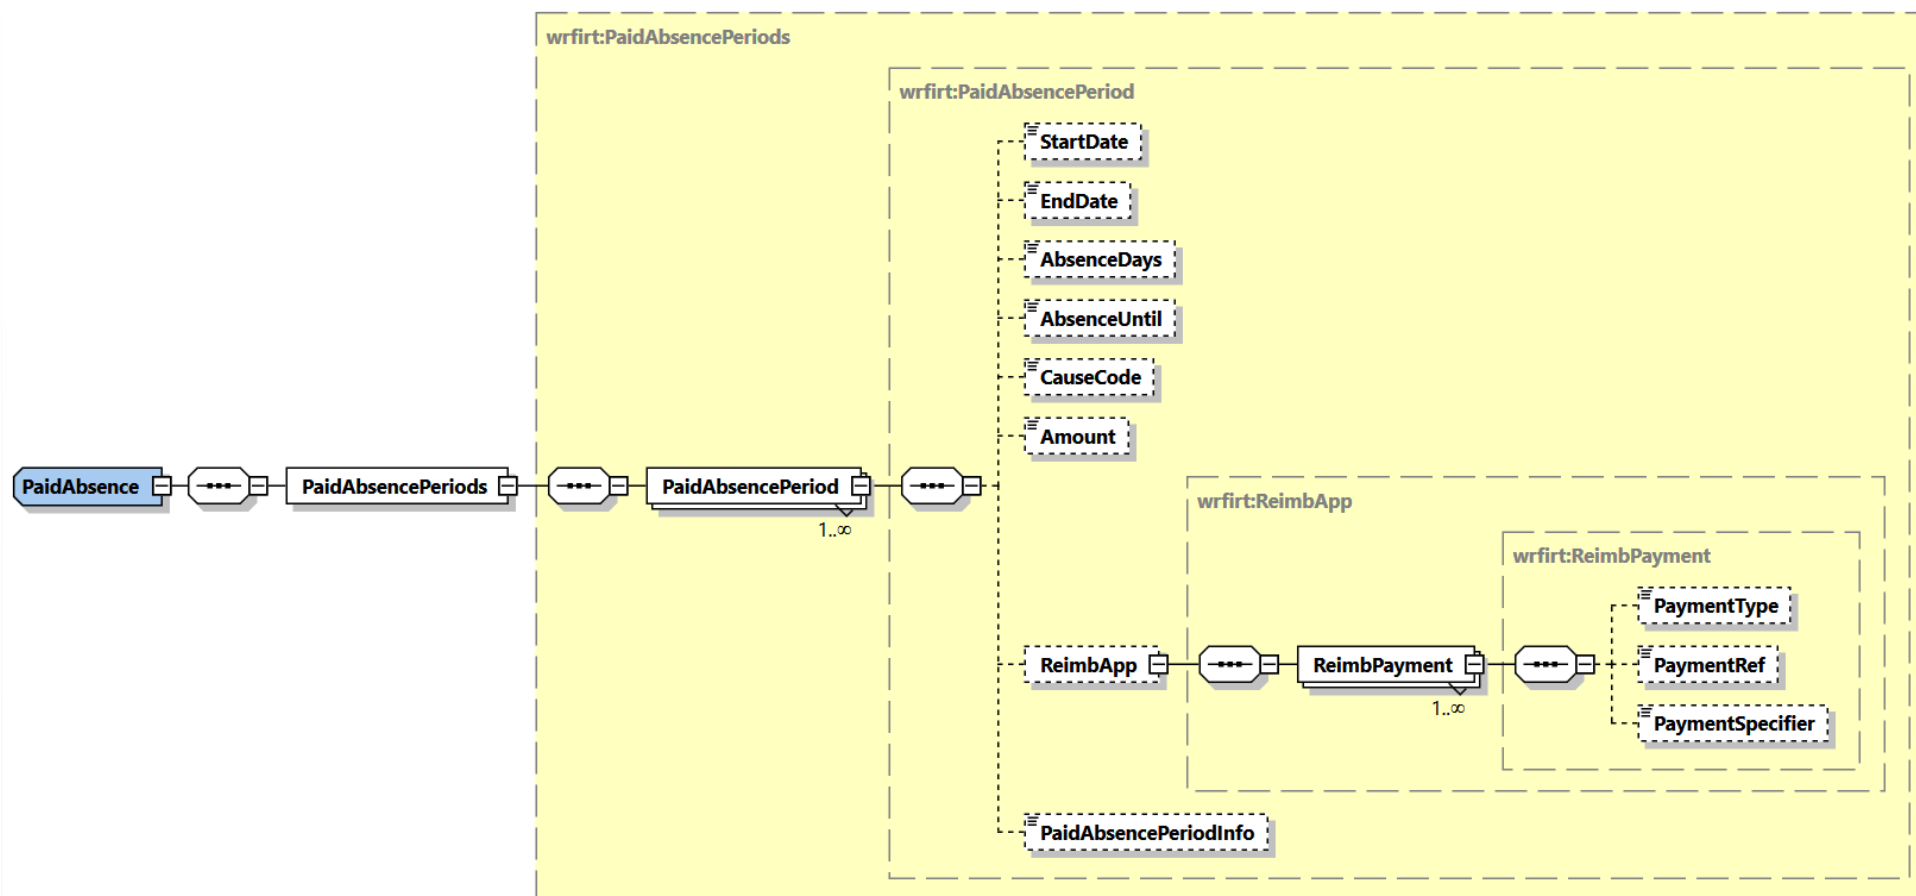 wrfirt:PaidAbsencePeriods
wrfirt:PaidAbsencePeriod
StartDate
EndDate
AbsenceDays
AbsenceUntil
CauseCode
Amount
PaidAbsence
PaidAbsencePeriods
PaidAbsencePeriod
1..∞
wrfirt:ReimbApp
wrfirt:ReimbPayment
PaymentType
ReimbApp
ReimbPayment
1..∞
PaymentRef
PaymentSpecifier
PaidAbsencePeriodInfo